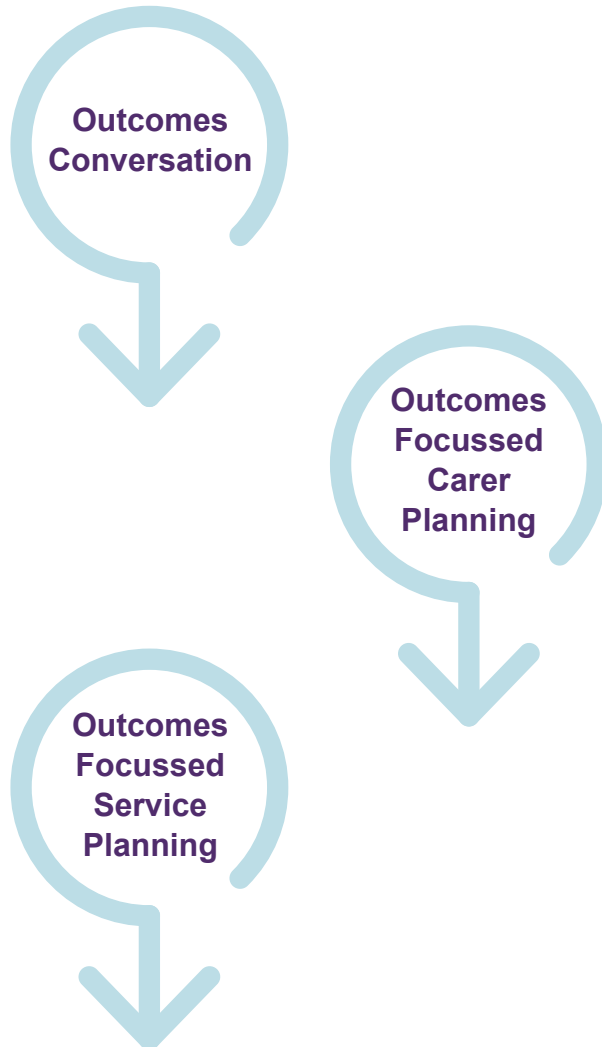 Outcomes
Conversation
Outcomes
Focussed
Carer
Planning
Outcomes
Focussed
Service
Planning